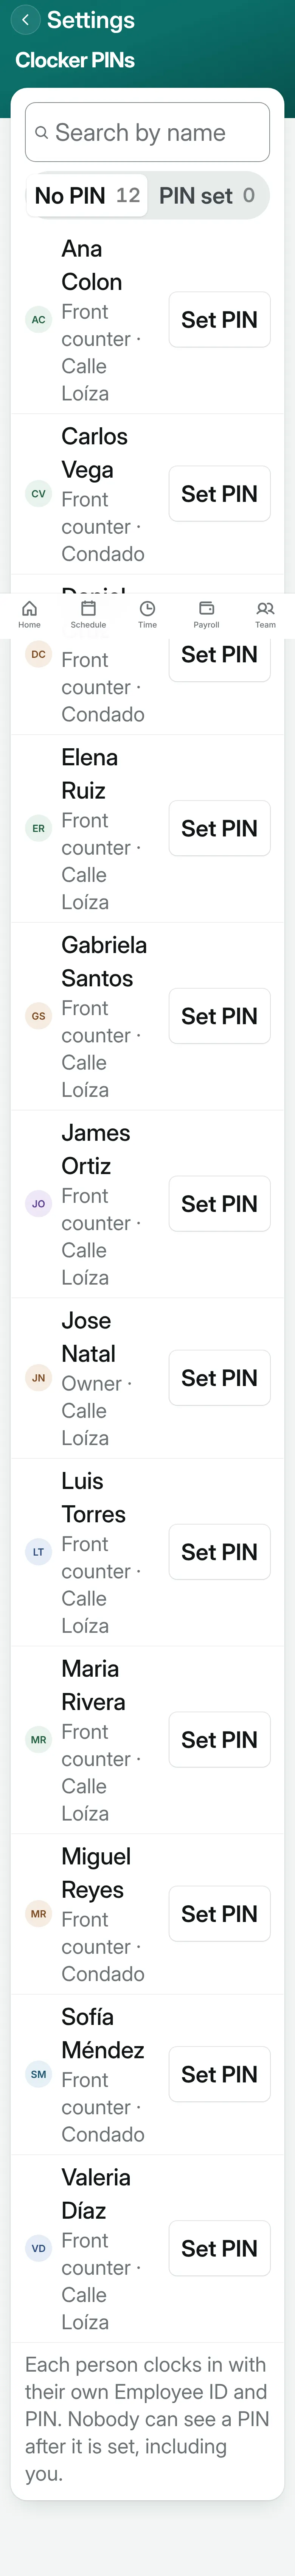 Settings
Clocker PINs
Search by name
No PIN 12 PIN set 0
Ana
Colon
AC
Front
counter ·
Calle
Loíza
Set PIN
Carlos
Vega
CV
Front
counter ·
Condado
Set PIN
Home Schedule Time Payroll Team
DC
Front
counter ·
Condado
Set PIN
Elena
Ruiz
ER
Front
counter ·
Calle
Loíza
Set PIN
Gabriela
Santos
GS
Front
counter ·
Calle
Loíza
Set PIN
James
Ortiz
JO
Front
counter ·
Calle
Loíza
Set PIN
Jose
Natal
JN
Owner ·
Calle
Loíza
Set PIN
Luis
Torres
LT
Front
counter ·
Calle
Loíza
Set PIN
Maria
Rivera
MR
Front
counter ·
Calle
Loíza
Set PIN
Miguel
Reyes
MR
Front
counter ·
Condado
Set PIN
Sofía
Méndez
SM
Front
counter ·
Condado
Set PIN
Valeria
Díaz
VD
Front
counter ·
Calle
Loíza
Set PIN
Each person clocks in with
their own Employee ID and
PIN. Nobody can see a PIN
after it is set, including
you.